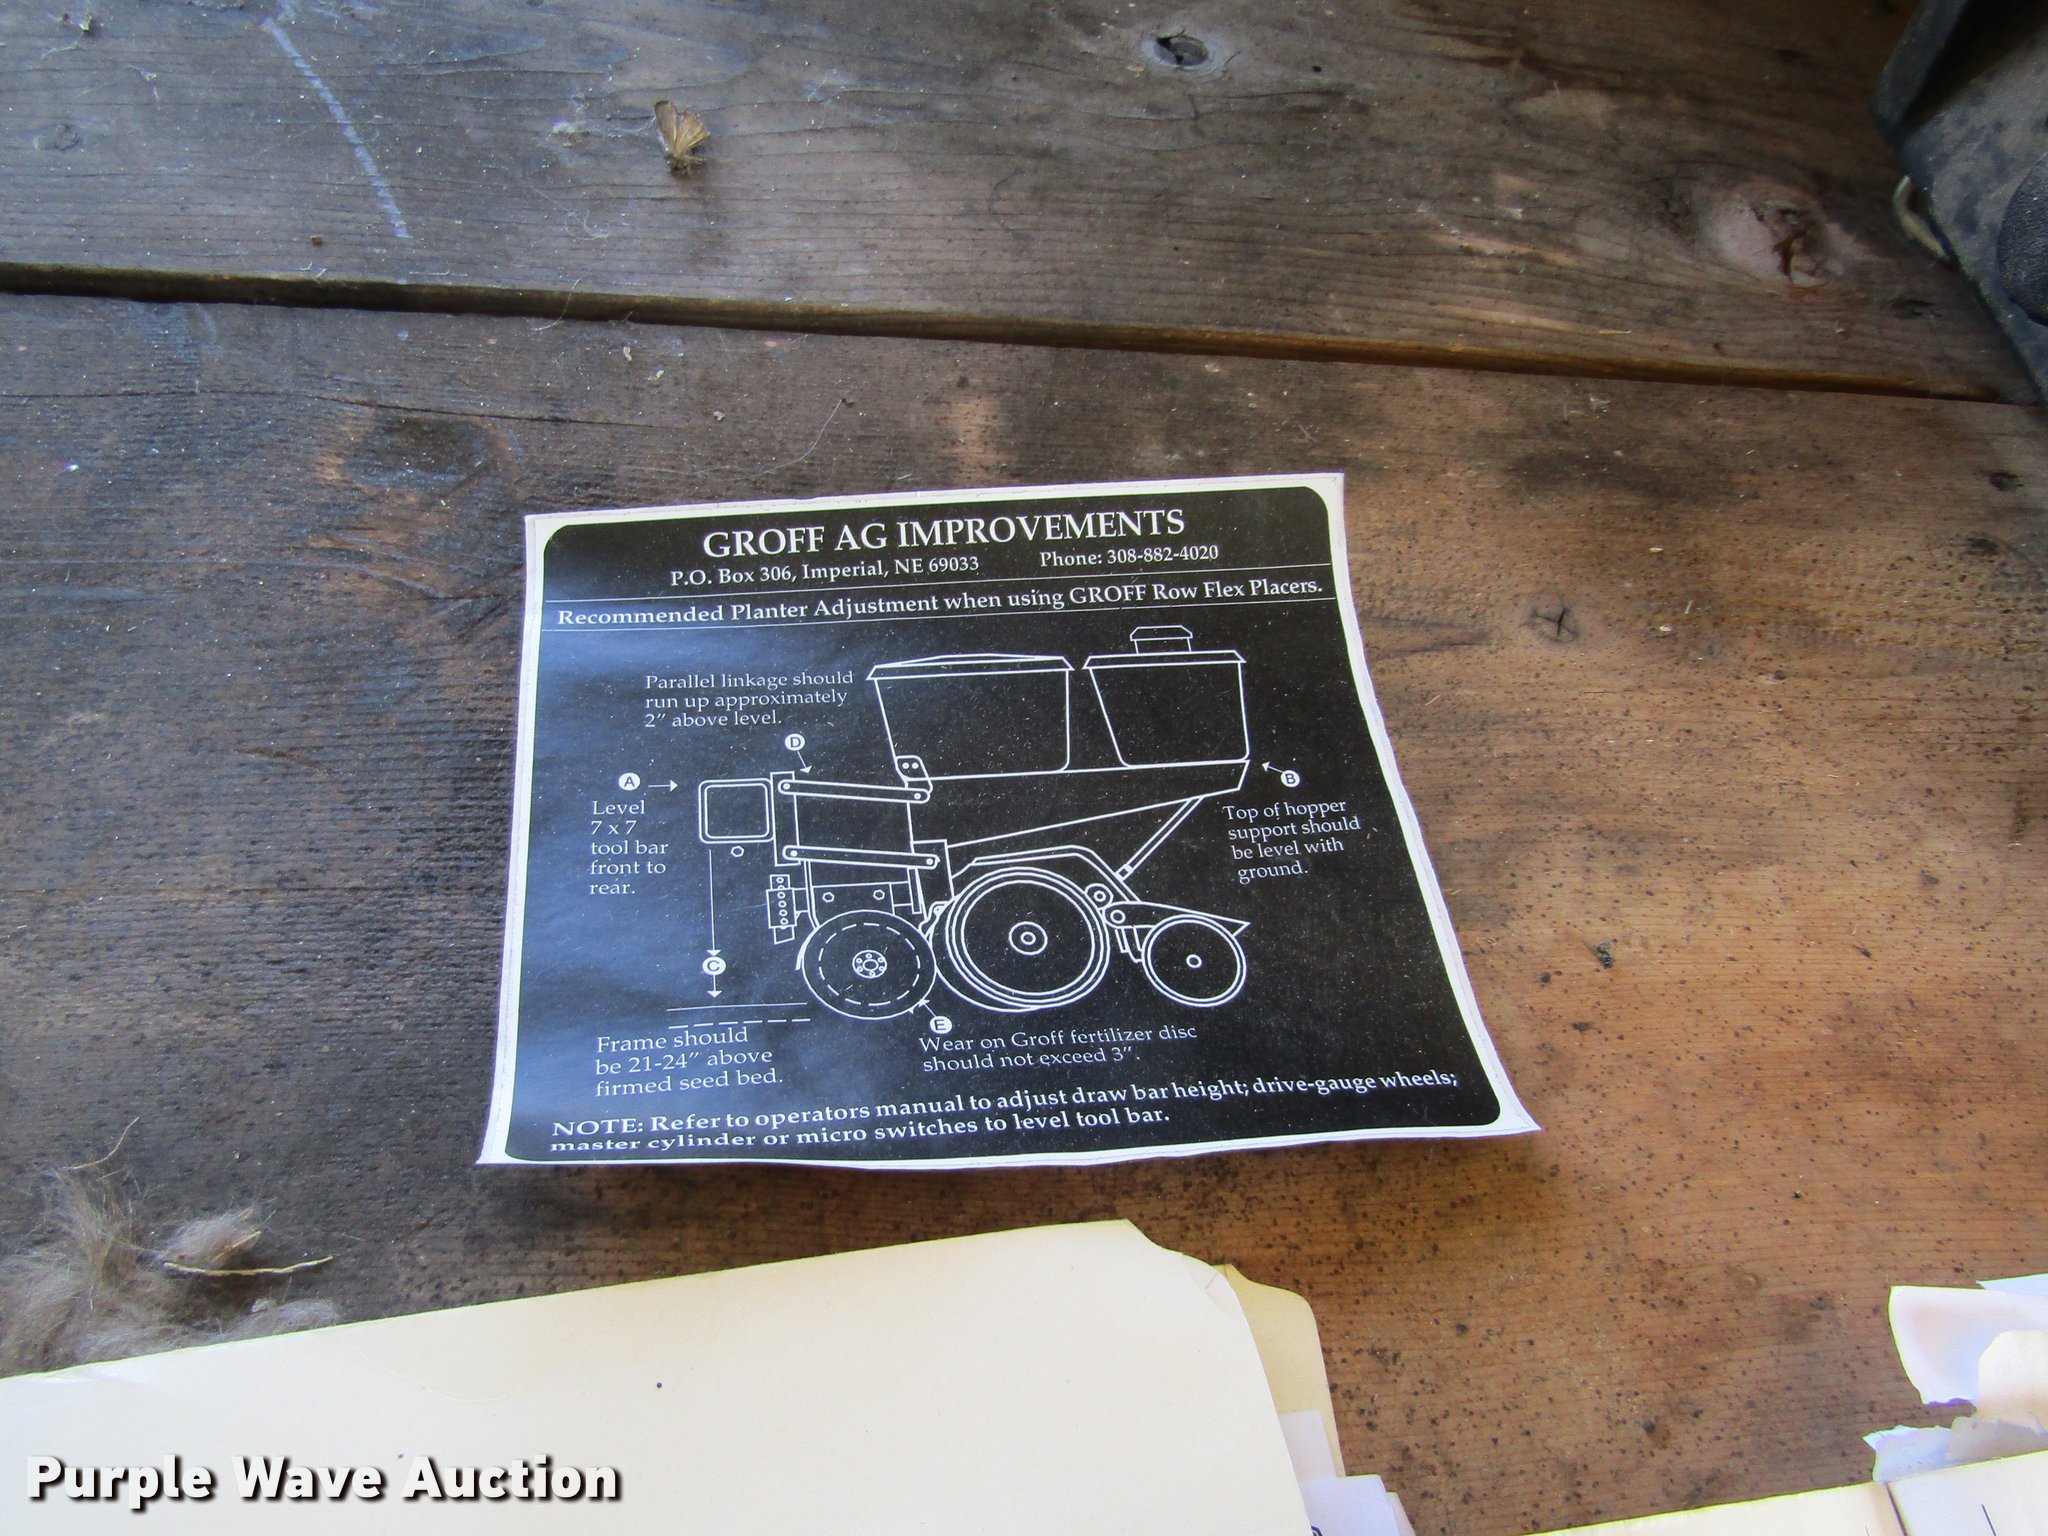 GROFF AG IMPROVEMENTS
P.O. Box 306, Imperial, NE 69033 Phone: 308-882-4020
Recommended Planter Adjustment when using GROFF Row Flex Placers.
Parallel linkage should
run up approximately
2” above level.
D
A
Level
7 x 7
tool bar
front to
rear.
B
Top of hopper
support should
be level with
ground.
C
Frame should
be 21-24” above
firmed seed bed.
E
Wear on Groff fertilizer disc
should not exceed 3”.
NOTE: Refer to operators manual to adjust draw bar height; drive-gauge wheels;
master cylinder or micro switches to level tool bar.
Purple Wave Auction